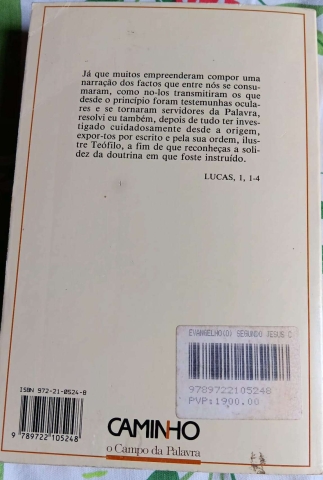 Já que muitos empreenderam compor uma
narração dos factos que entre nós se consu-
maram, como no-los transmitiram os que
desde o princípio foram testemunhas ocula-
res e se tornaram servidores da Palavra,
resolvi eu também, depois de tudo ter inves-
tigado cuidadosamente desde a origem,
expor-tos por escrito e pela sua ordem, ilus-
tre Teófilo, a fim de que reconheças a soli-
dez da doutrina em que foste instruído.
LUCAS, 1, 1-4
EVANGELHO(O) SEGUNDO JESUS C
9789722105248
PVP:1900.00
ISBN 972-21-0524-8
9 789722 105248
CAMINHO
o Campo da Palavra